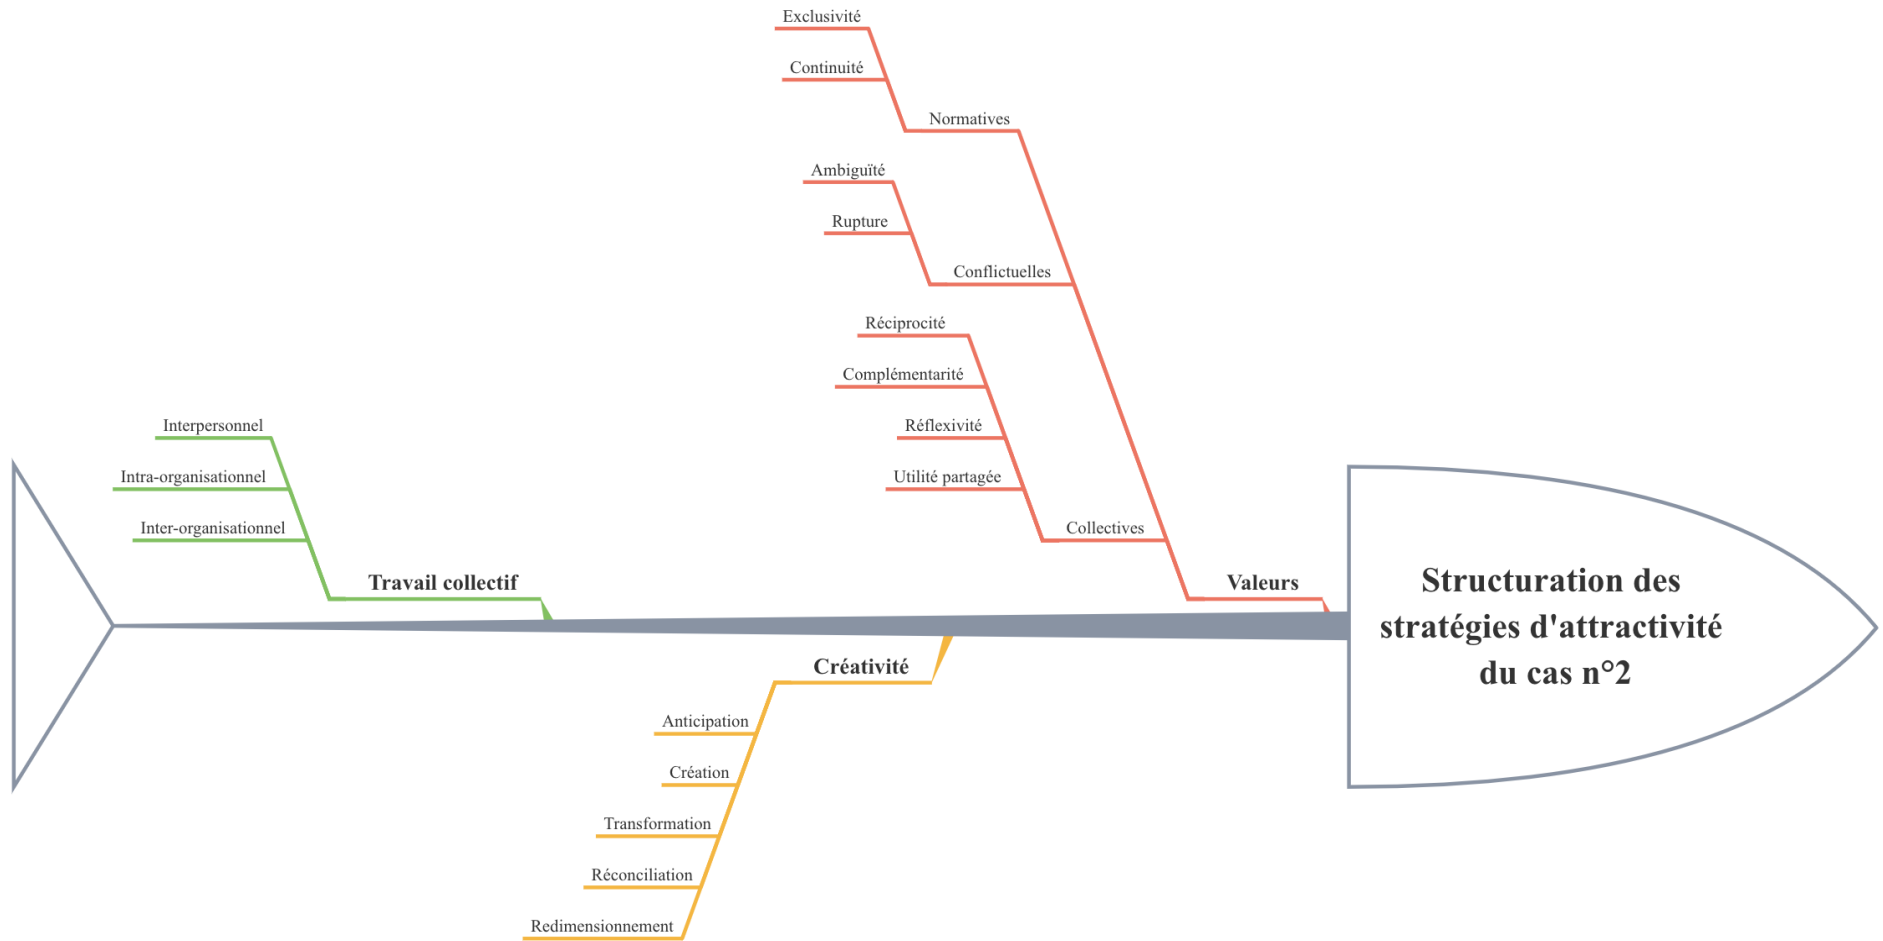 Exclusivité
Continuité
Normatives
Ambiguïté
Rupture
Conflictuelles
Réciprocité
Complémentarité
Réflexivité
Utilité partagée
Collectives
Valeurs
Interpersonnel
Intra-organisationnel
Inter-organisationnel
Travail collectif
Créativité
Anticipation
Création
Transformation
Réconciliation
Redimensionnement
Structuration des
stratégies d'attractivité
du cas n°2